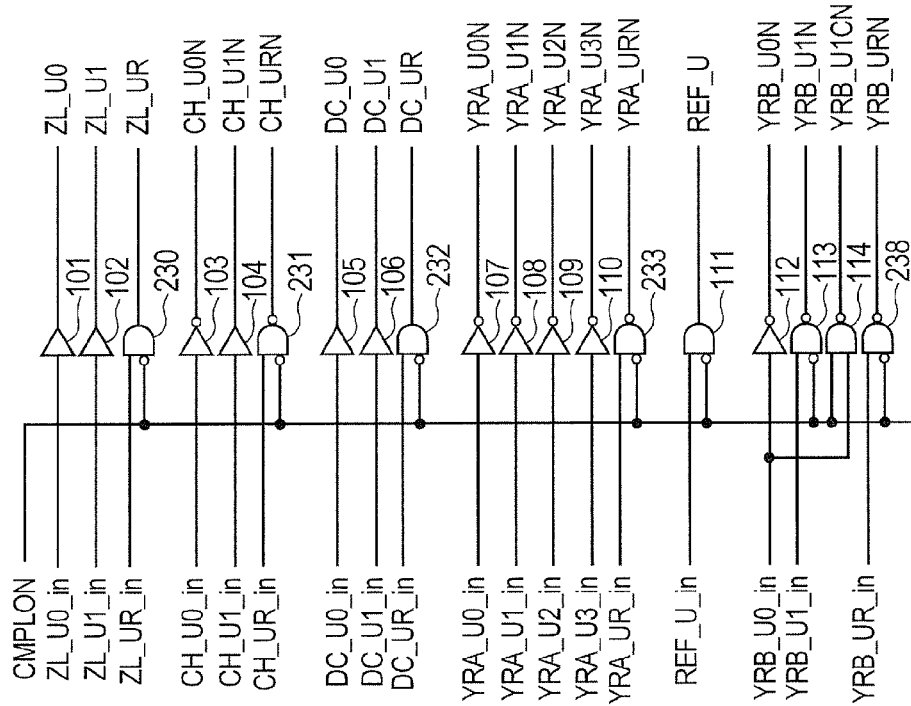 CMPLON
ZL_U0_in
ZL_U1_in
ZL_UR_in
CH_U0_in
CH_U1_in
CH_UR_in
DC_U0_in
DC_U1_in
DC_UR_in
YRA_U0_in
YRA_U1_in
YRA_U2_in
YRA_U3_in
YRA_UR_in
REF_U_in
YRB_U0_in
YRB_U1_in
YRB_UR_in
101
102
230
103
104
231
105
106
232
107
108
109
110
233
111
112
113
114
238
ZL_U0
ZL_U1
ZL_UR
CH_U0N
CH_U1N
CH_URN
DC_U0
DC_U1
DC_UR
YRA_U0N
YRA_U1N
YRA_U2N
YRA_U3N
YRA_URN
REF_U
YRB_U0N
YRB_U1N
YRB_U1CN
YRB_URN